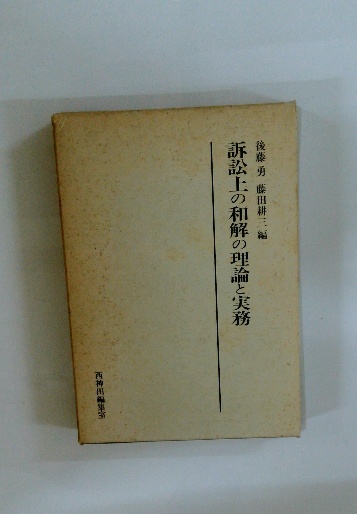 後藤勇 藤田耕三 編
訴訟上の和解の理論と実務
西神田編集室